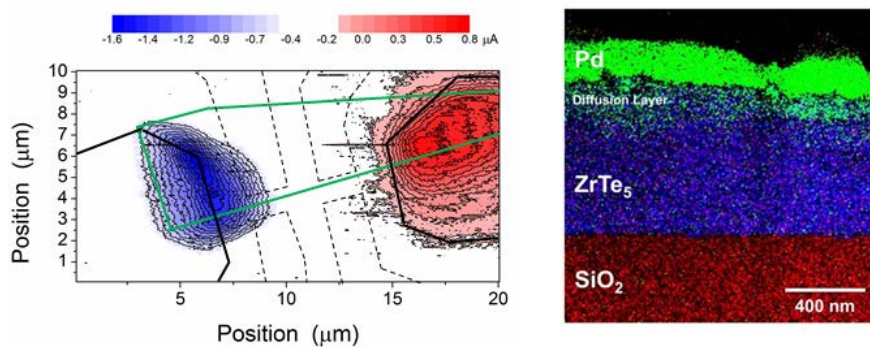 -1.6 -1.4 -1.2 -0.9 -0.7 -0.4 -0.2 0.0 0.3 0.5 0.8 μA
10
9
8
7
6
5
4
3
2
1
Position (μm)
5 10 15 20
Position (μm)
Pd
Diffusion Layer
ZrTe5
SiO2
400 nm